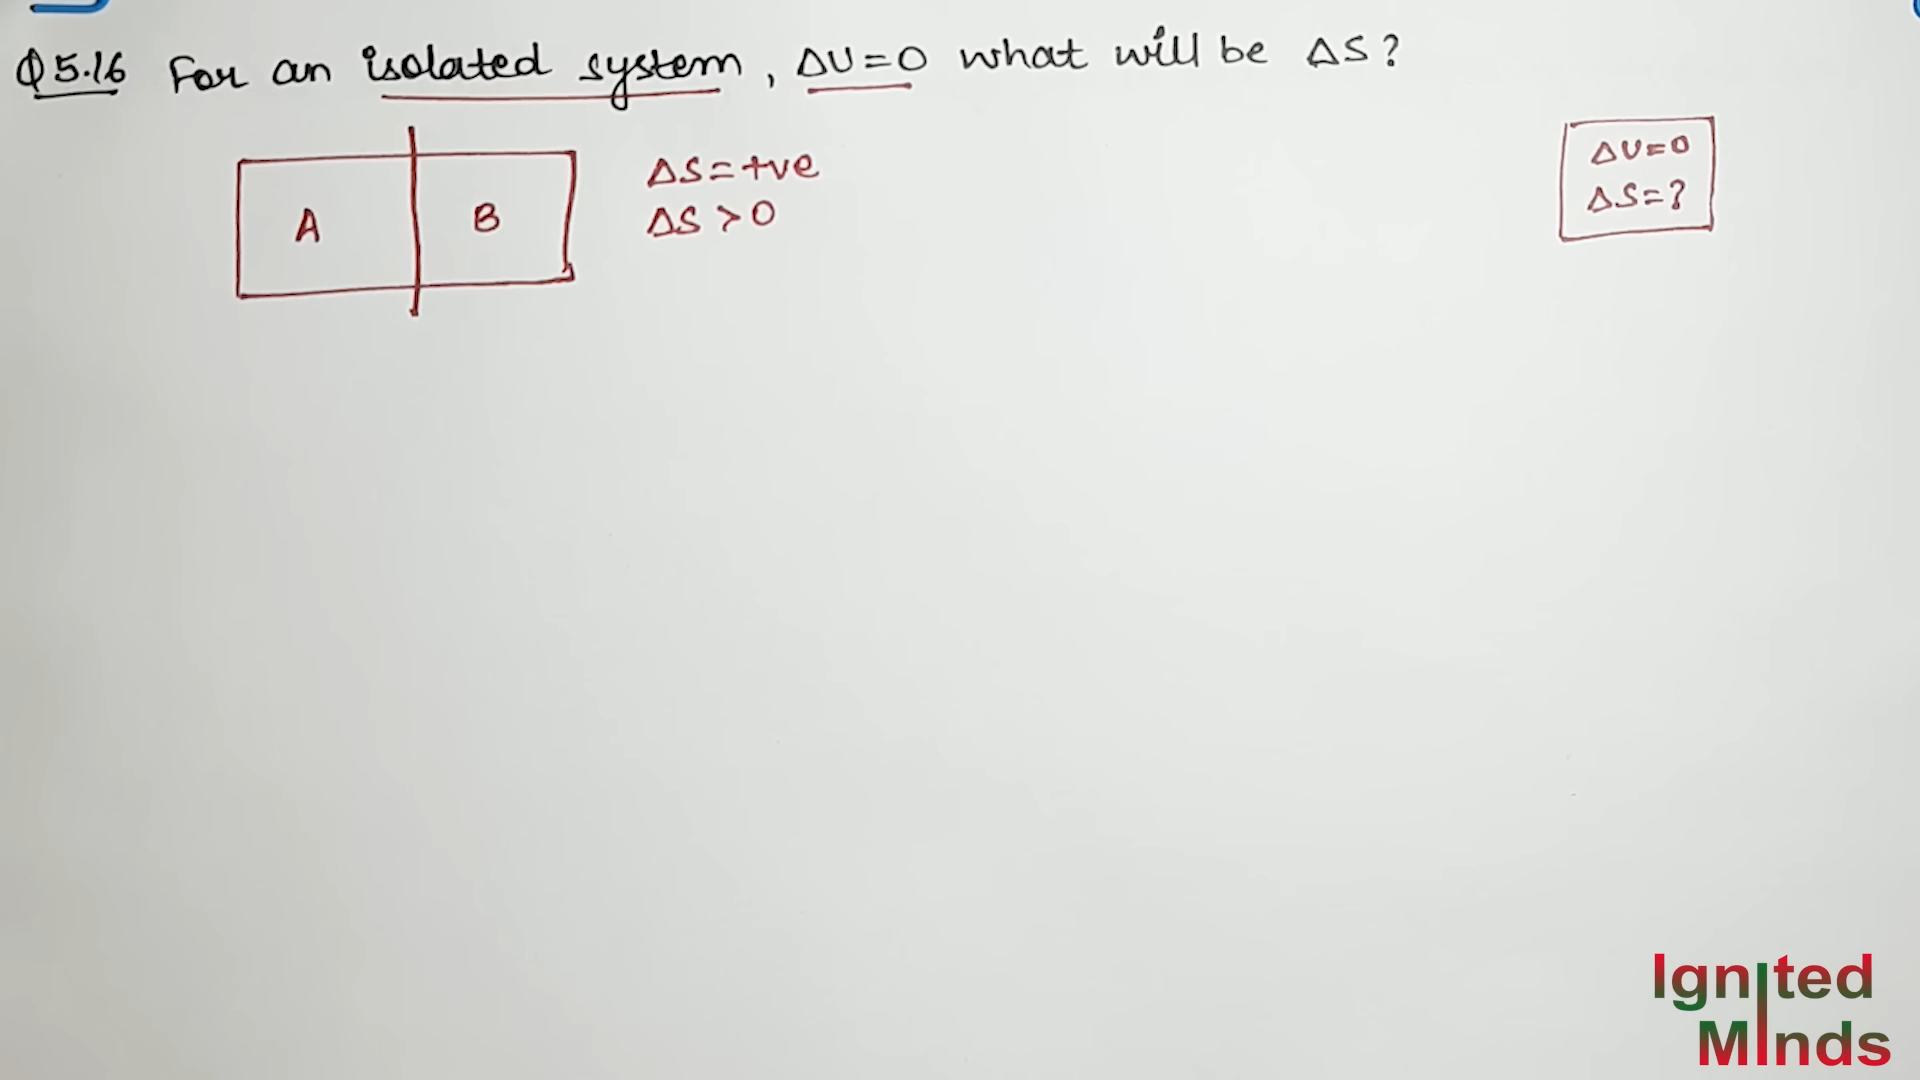 Q5.16 For an isolated system, ΔU=0 what will be ΔS?
A
B
ΔS=+ve
ΔS>0
ΔU=0
ΔS=?
Ignited
Minds